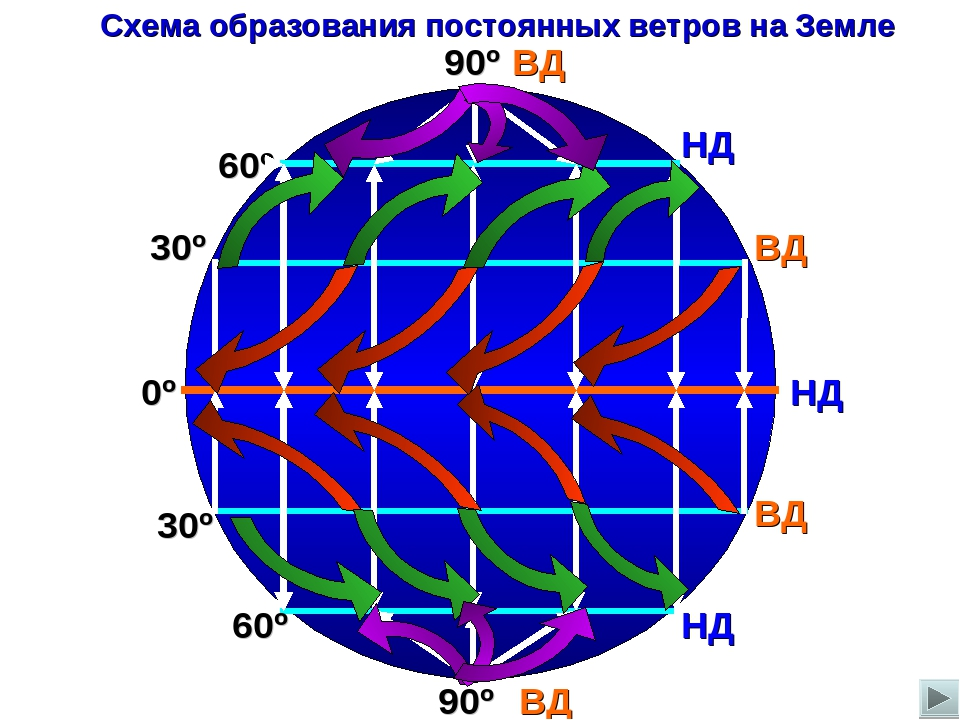 Схема образования постоянных ветров на Земле
90º ВД
НД
60º
30º ВД
0º НД
ВД
30º
60º НД
90º ВД